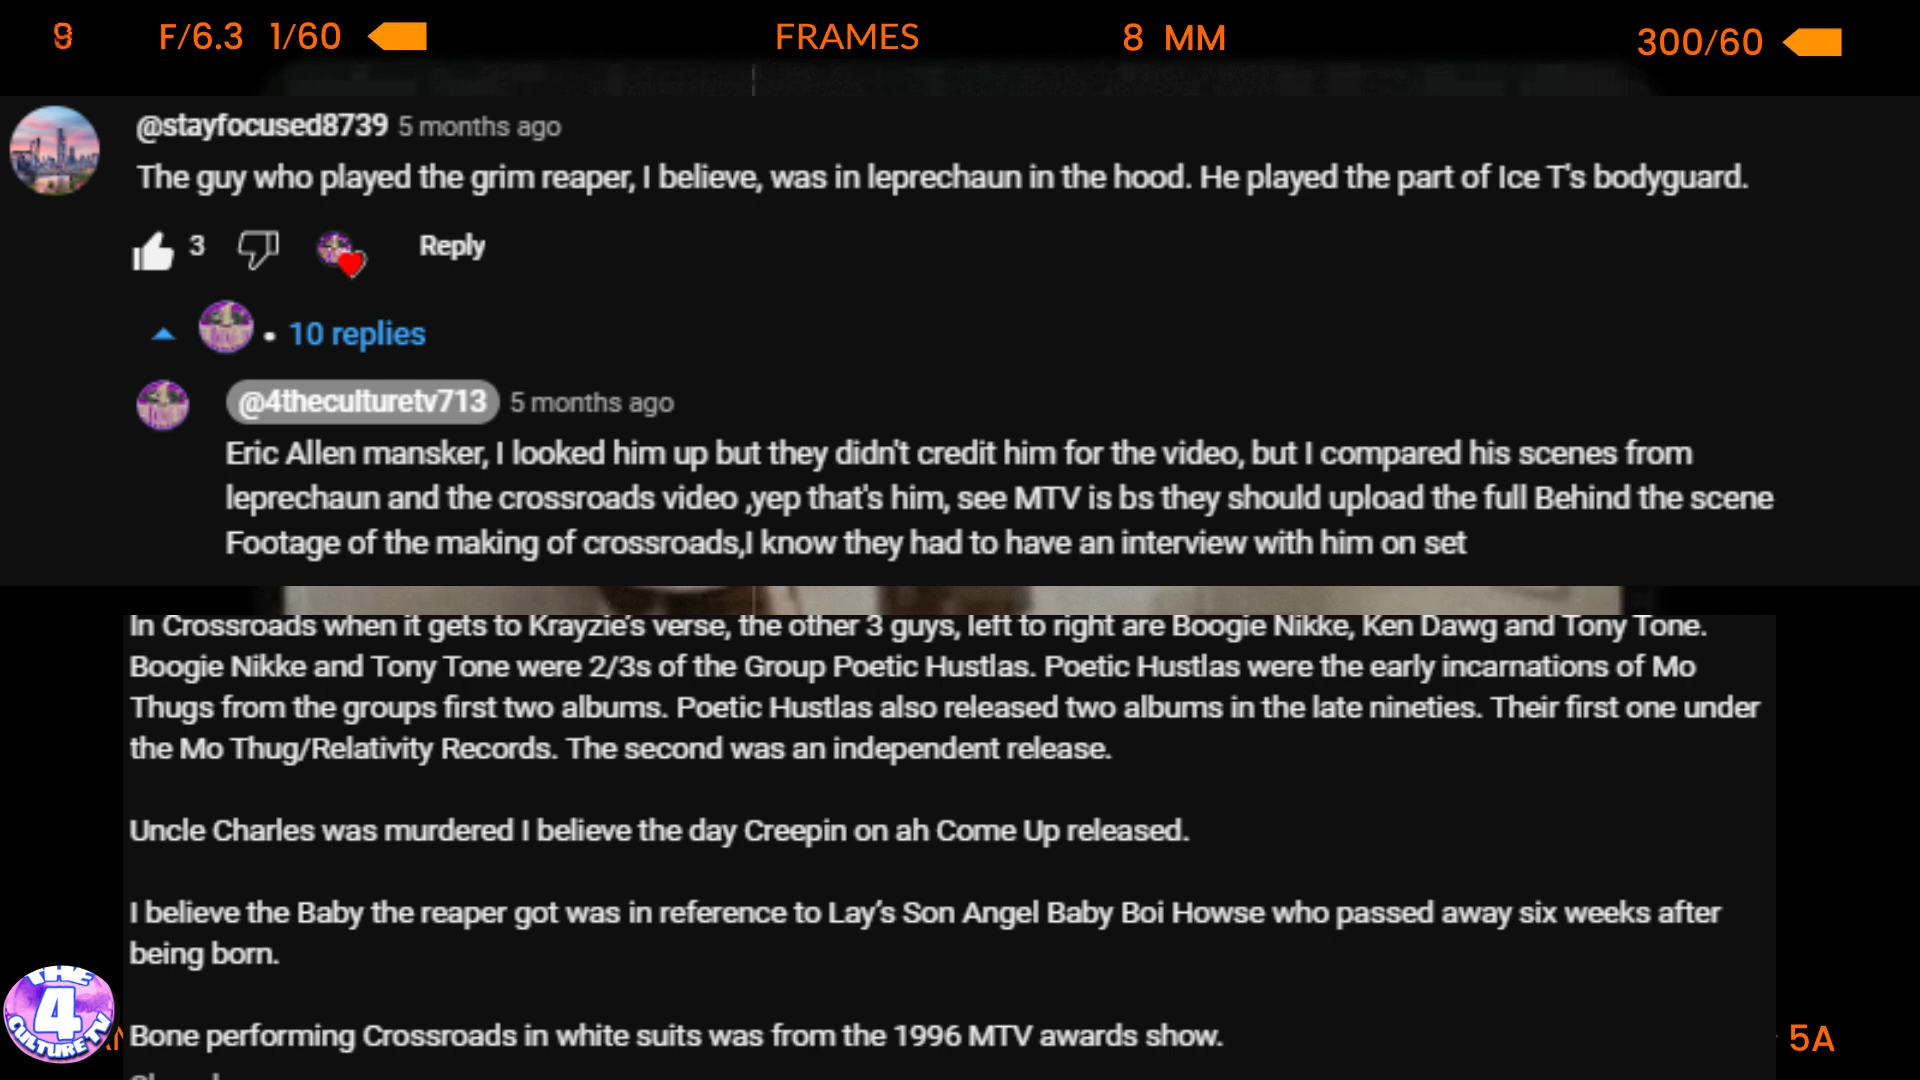 9 F/6.3 1/60 FRAMES 8 MM 300/60
@stayfocused8739 5 months ago
The guy who played the grim reaper, I believe, was in leprechaun in the hood. He played the part of Ice T's bodyguard.
3 Reply
• 10 replies
@4theculturetv713 5 months ago
Eric Allen mansker, I looked him up but they didn't credit him for the video, but I compared his scenes from
leprechaun and the crossroads video ,yep that's him, see MTV is bs they should upload the full Behind the scene
Footage of the making of crossroads,I know they had to have an interview with him on set
In Crossroads when it gets to Krayzie's verse, the other 3 guys, left to right are Boogie Nikke, Ken Dawg and Tony Tone.
Boogie Nikke and Tony Tone were 2/3s of the Group Poetic Hustlas. Poetic Hustlas were the early incarnations of Mo
Thugs from the groups first two albums. Poetic Hustlas also released two albums in the late nineties. Their first one under
the Mo Thug/Relativity Records. The second was an independent release.
Uncle Charles was murdered I believe the day Creepin on ah Come Up released.
I believe the Baby the reaper got was in reference to Lay's Son Angel Baby Boi Howse who passed away six weeks after
being born.
Bone performing Crossroads in white suits was from the 1996 MTV awards show.
THE
4
CULTURE TV
5A